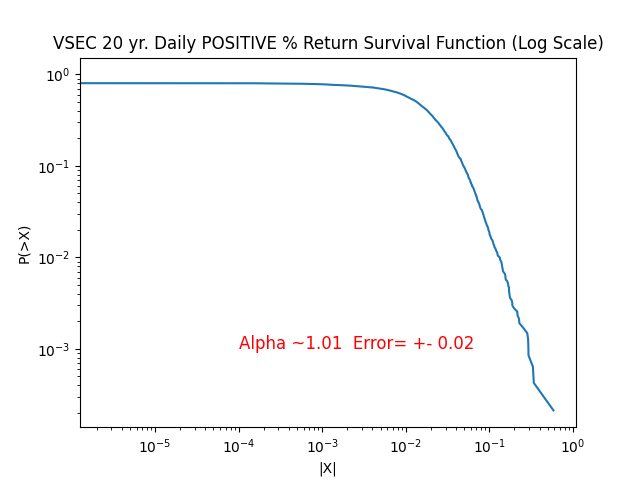 VSEC 20 yr. Daily POSITIVE % Return Survival Function (Log Scale)
10⁰
10⁻¹
10⁻²
10⁻³
P(>X)
Alpha ~1.01  Error= +- 0.02
10⁻⁵ 10⁻⁴ 10⁻³ 10⁻² 10⁻¹ 10⁰
|X|